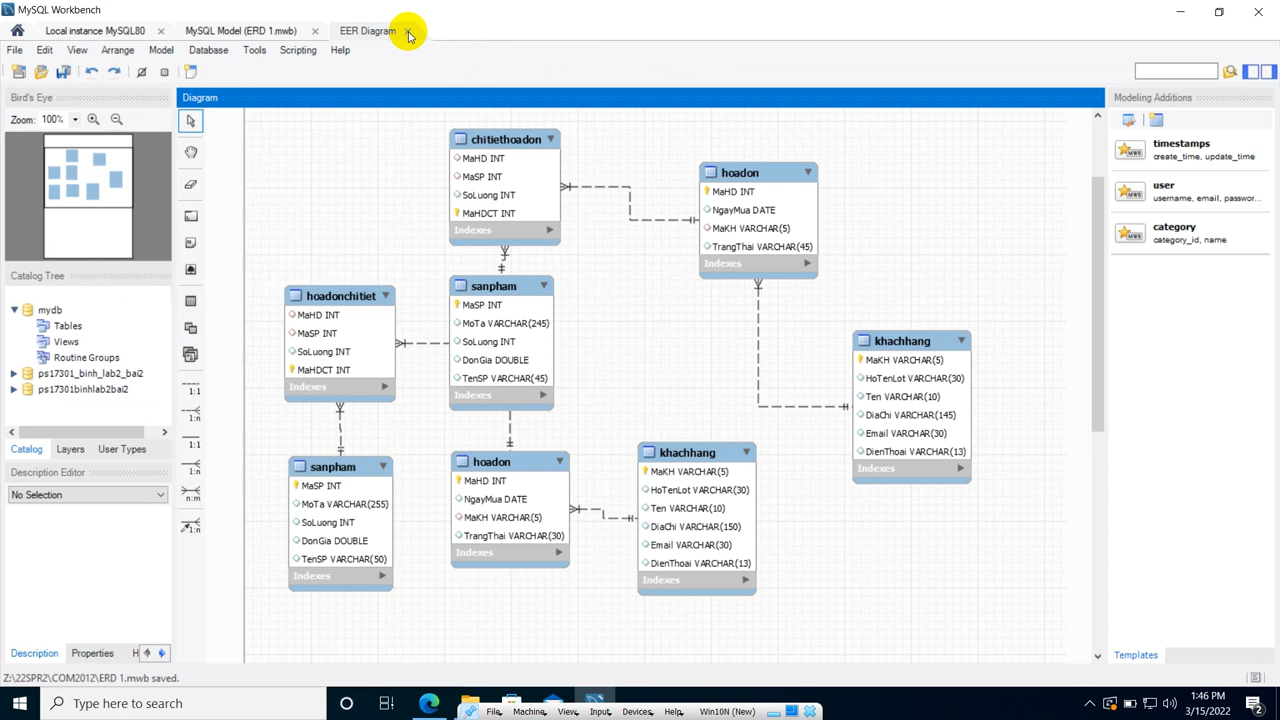 MySQL Workbench
Local instance MySQL80
MySQL Model (ERD 1.mwb)
EER Diagram
File Edit View Arrange Model Database Tools Scripting Help
Bird's Eye
Zoom: 100%
Catalog Tree
mydb
Tables
Views
Routine Groups
ps17301_binh_lab2_bai2
ps17301binhlab2bai2
Catalog Layers User Types
Description Editor
No Selection
Description Properties H
Diagram
1:1
1:n
1:1
1:n
n:m
1:n
chitiethoadon
MaHD INT
MaSP INT
SoLuong INT
MaHDCT INT
Indexes
hoadon
MaHD INT
NgayMua DATE
MaKH VARCHAR(5)
TrangThai VARCHAR(45)
Indexes
hoadonchitiet
MaHD INT
MaSP INT
SoLuong INT
MaHDCT INT
Indexes
sanpham
MaSP INT
MoTa VARCHAR(245)
SoLuong INT
DonGia DOUBLE
TenSP VARCHAR(45)
khachhang
MaKH VARCHAR(5)
HoTenLot VARCHAR(30)
Ten VARCHAR(10)
DiaChi VARCHAR(145)
Email VARCHAR(30)
DienThoai VARCHAR(13)
Indexes
sanpham
MaSP INT
MoTa VARCHAR(255)
SoLuong INT
DonGia DOUBLE
TenSP VARCHAR(50)
Indexes
Indexes
hoadon
MaHD INT
NgayMua DATE
MaKH VARCHAR(5)
TrangThai VARCHAR(30)
Indexes
khachhang
MaKH VARCHAR(5)
HoTenLot VARCHAR(30)
Ten VARCHAR(10)
DiaChi VARCHAR(150)
Email VARCHAR(30)
DienThoai VARCHAR(13)
Indexes
Modeling Additions
timestamps
create_time, update_time
user
username, email, passwor...
category
category_id, name
Templates
Z:\22SPR2\COM2012\ERD 1.mwb saved.
Type here to search
File Machine View Input Devices Help Win10N (New)
1:46 PM
3/15/2022
2